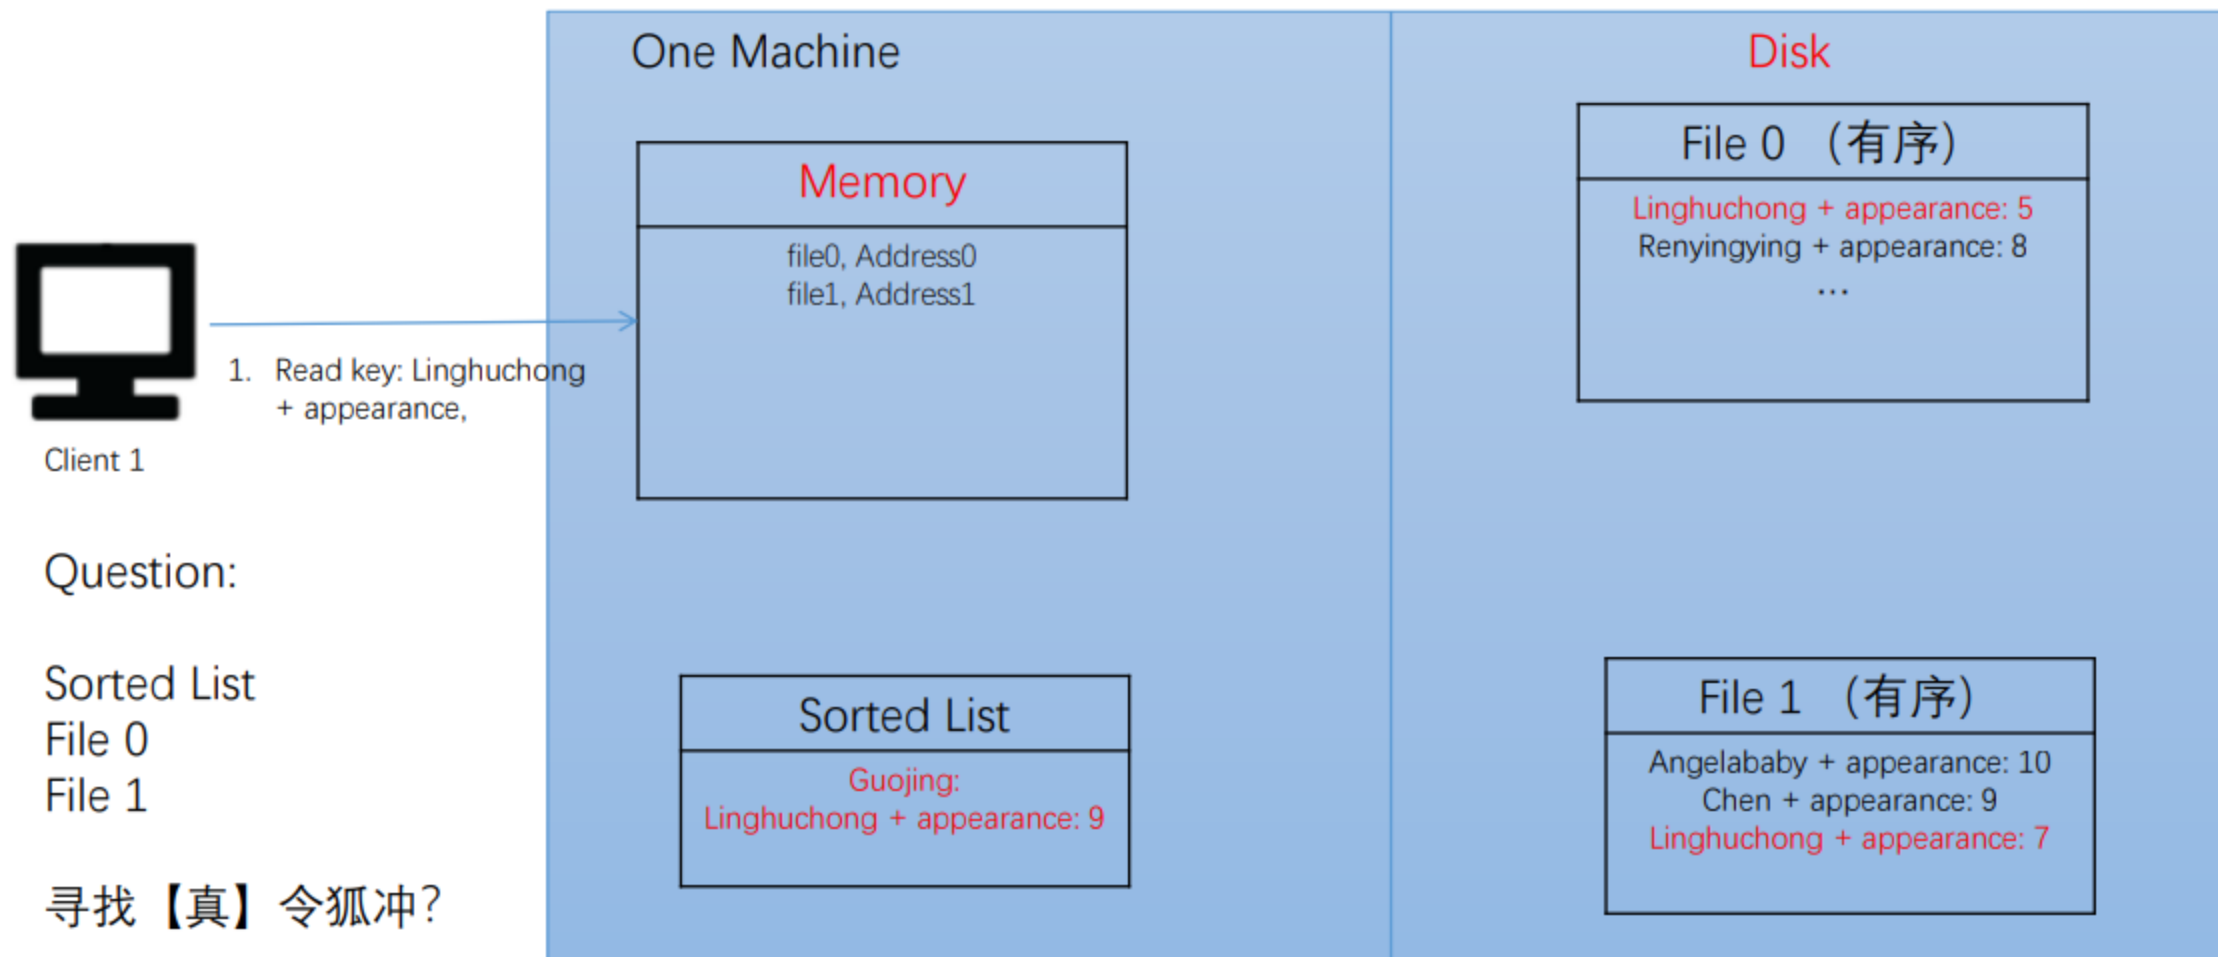 One Machine
Disk
Memory
file0, Address0
file1, Address1
File 0 （有序）
Linghuchong + appearance: 5
Renyingying + appearance: 8
...
1. Read key: Linghuchong
+ appearance,
Client 1
Question:
Sorted List
File 0
File 1
寻找【真】令狐冲？
Sorted List
Guojing:
Linghuchong + appearance: 9
File 1 （有序）
Angelababy + appearance: 10
Chen + appearance: 9
Linghuchong + appearance: 7